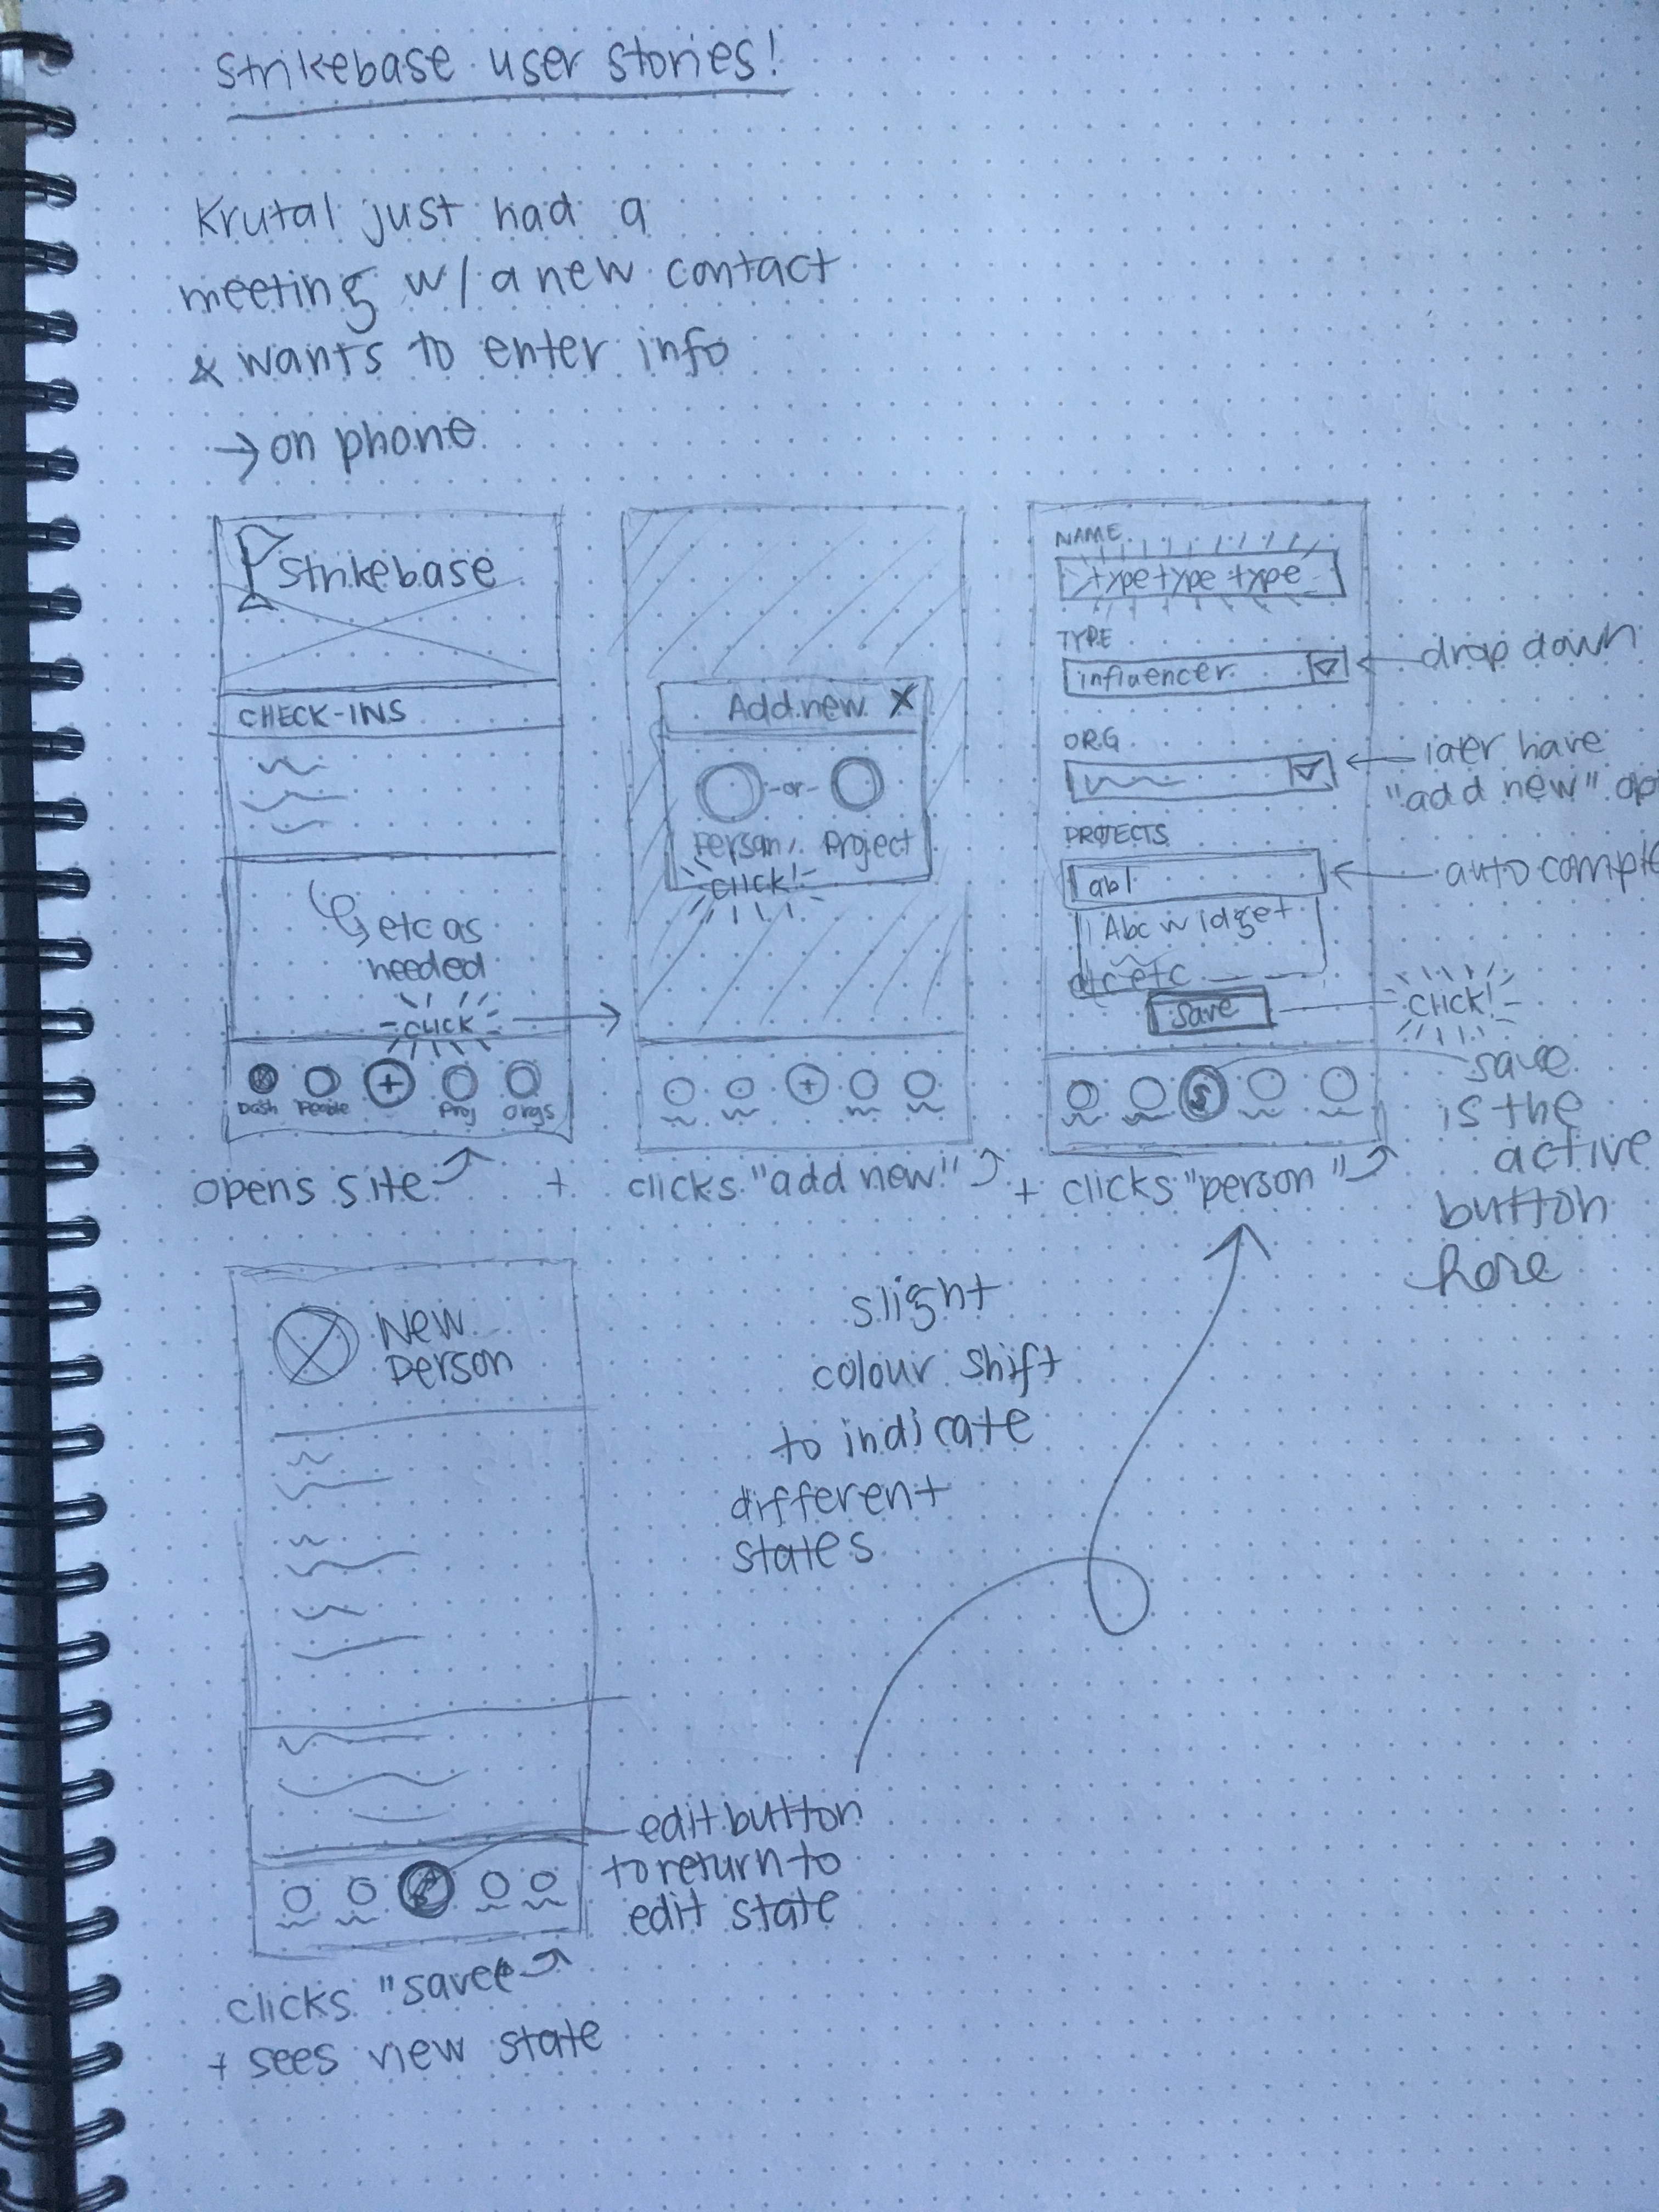 strikebase user stories!
Krutal just had a
meeting w/ a new contact
& wants to enter info
→ on phone
strikebase
CHECK-INS
etc as
needed
CLICK
+
Dash People Proj Orgs
opens site
Add new X
-or-
Person Project
CLICK!
+
+ clicks "add new"
NAME
type type type
TYPE
influencer
drop down
ORG
later have
"add new" op
PROJECTS
abl
auto comple
Abc widget
etc etc
save
CLICK!
S
save
is the
active
button
here
+ clicks "person"
New
person
slight
colour shift
to indicate
different
states
edit button
to return to
edit state
clicks "save
+ sees view state